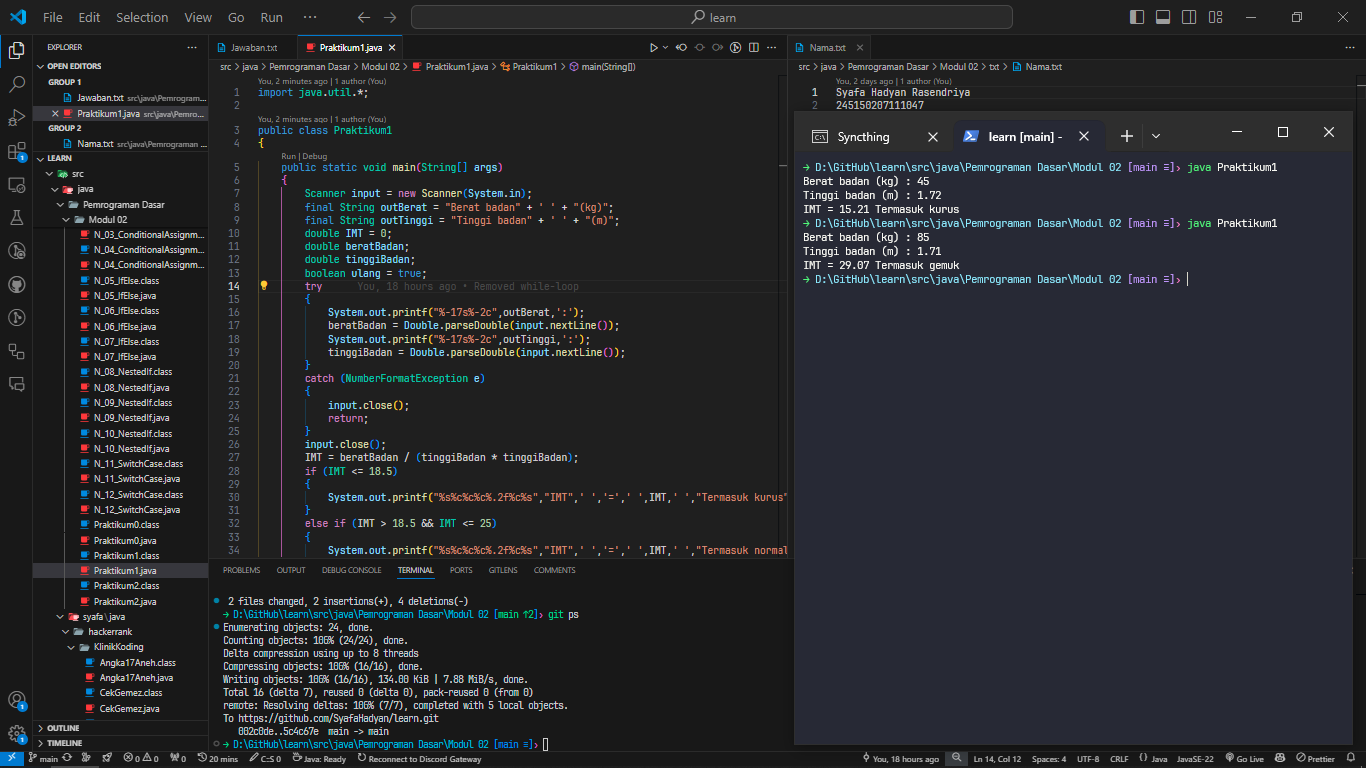 File Edit Selection View Go Run ··· learn
EXPLORER ···
OPEN EDITORS
GROUP 1
Jawaban.txt src\java\Pemrogram...
Praktikum1.java src\java\Pemro...
GROUP 2
Nama.txt src\java\Pemrograman ...
LEARN
src
java
Pemrograman Dasar
Modul 02
N_03_ConditionalAssignm...
N_04_ConditionalAssignm...
N_04_ConditionalAssignm...
N_05_IfElse.class
N_05_IfElse.java
N_06_IfElse.class
N_06_IfElse.java
N_07_IfElse.class
N_07_IfElse.java
N_08_NestedIf.class
N_08_NestedIf.java
N_09_NestedIf.class
N_09_NestedIf.java
N_10_NestedIf.class
N_10_NestedIf.java
N_11_SwitchCase.class
N_11_SwitchCase.java
N_12_SwitchCase.class
N_12_SwitchCase.java
Praktikum0.class
Praktikum0.java
Praktikum1.class
Praktikum1.java
Praktikum2.class
Praktikum2.java
syafa\java
hackerrank
KlinikKoding
Angka17Aneh.class
Angka17Aneh.java
CekGemez.class
CekGemez.java
OUTLINE
TIMELINE
Jawaban.txt Praktikum1.java
src > java > Pemrograman Dasar > Modul 02 > Praktikum1.java > Praktikum1 > main(String[])
You, 2 minutes ago | 1 author (You)
1 import java.util.*;
2
You, 2 minutes ago | 1 author (You)
3 public class Praktikum1
4 {
Run | Debug
5 public static void main(String[] args)
6 {
7 Scanner input = new Scanner(System.in);
8 final String outBerat = "Berat badan" + ' ' + "(kg)";
9 final String outTinggi = "Tinggi badan" + ' ' + "(m)";
10 double IMT = 0;
11 double beratBadan;
12 double tinggiBadan;
13 boolean ulang = true;
14 try You, 18 hours ago • Removed while-loop
15 {
16 System.out.printf("%-17s%-2c",outBerat,':');
17 beratBadan = Double.parseDouble(input.nextLine());
18 System.out.printf("%-17s%-2c",outTinggi,':');
19 tinggiBadan = Double.parseDouble(input.nextLine());
20 }
21 catch (NumberFormatException e)
22 {
23 input.close();
24 return;
25 }
26 input.close();
27 IMT = beratBadan / (tinggiBadan * tinggiBadan);
28 if (IMT <= 18.5)
29 {
30 System.out.printf("%s%c%c%c%.2f%c%s","IMT",' ','=',' ',IMT,' ',"Termasuk kurus"
31 }
32 else if (IMT > 18.5 && IMT <= 25)
33 {
34 System.out.printf("%s%c%c%c%.2f%c%s","IMT",' ','=',' ',IMT,' ',"Termasuk normal
PROBLEMS OUTPUT DEBUG CONSOLE TERMINAL PORTS GITLENS COMMENTS
2 files changed, 2 insertions(+), 4 deletions(-)
→ D:\GitHub\learn\src\java\Pemrograman Dasar\Modul 02 [main ↑2]› git ps
Enumerating objects: 24, done.
Counting objects: 100% (24/24), done.
Delta compression using up to 8 threads
Compressing objects: 100% (16/16), done.
Writing objects: 100% (16/16), 134.00 KiB | 7.88 MiB/s, done.
Total 16 (delta 7), reused 0 (delta 0), pack-reused 0 (from 0)
remote: Resolving deltas: 100% (7/7), completed with 5 local objects.
To https://github.com/SyafaHadyan/learn.git
002c0de..5c4c67e main -> main
→ D:\GitHub\learn\src\java\Pemrograman Dasar\Modul 02 [main ≡]›
Nama.txt
src > java > Pemrograman Dasar > Modul 02 > txt > Nama.txt
You, 2 days ago | 1 author (You)
1 Syafa Hadyan Rasendriya
2 245150207111047
Syncthing learn [main] -
→ D:\GitHub\learn\src\java\Pemrograman Dasar\Modul 02 [main ≡]› java Praktikum1
Berat badan (kg) : 45
Tinggi badan (m) : 1.72
IMT = 15.21 Termasuk kurus
→ D:\GitHub\learn\src\java\Pemrograman Dasar\Modul 02 [main ≡]› java Praktikum1
Berat badan (kg) : 85
Tinggi badan (m) : 1.71
IMT = 29.07 Termasuk gemuk
→ D:\GitHub\learn\src\java\Pemrograman Dasar\Modul 02 [main ≡]›
main 0 0 0 20 mins C:S 0 Java: Ready Reconnect to Discord Gateway You, 18 hours ago Ln 14, Col 12 Spaces: 4 UTF-8 CRLF {} Java JavaSE-22 Go Live Prettier